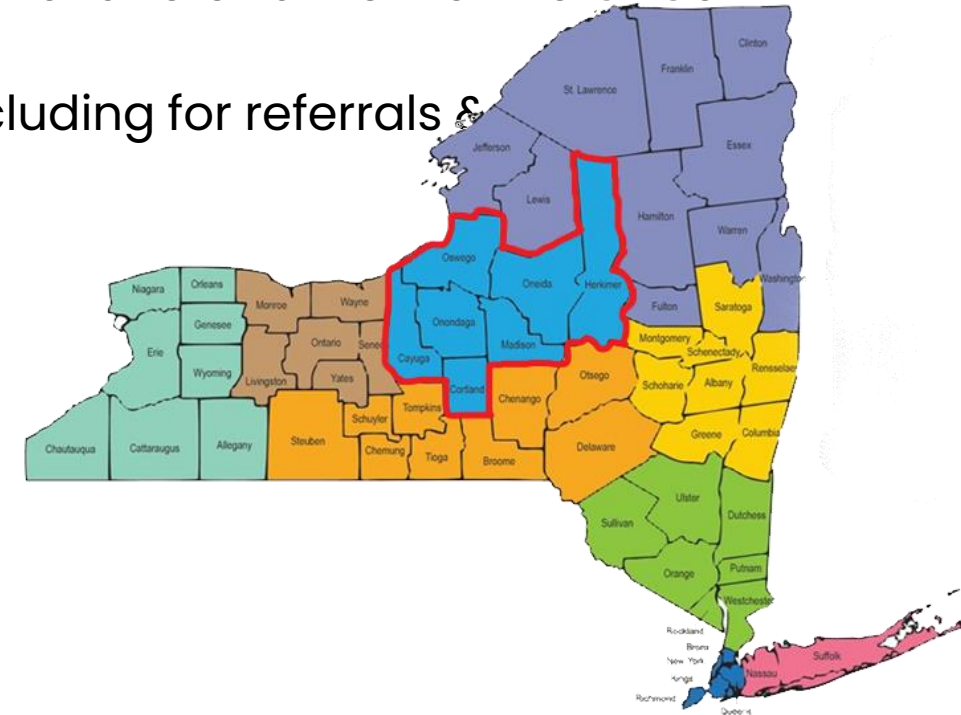 cluding for referrals &
Clinton
Franklin
St. Lawrence
Essex
Jefferson
Lewis
Hamilton
Warren
Oswego
Washington
Oneida
Herkimer
Niagara
Orleans
Monroe
Wayne
Fulton
Saratoga
Genesee
Onondaga
Montgomery
Ontario
Madison
Schenectady
Erie
Cayuga
Rensselae
Wyoming
Livingston
Yates
Otsego
Schoharie
Albany
Cortland
Chenango
Tompkins
Schuyler
Greene
Columbia
Chautauqua
Cattaraugus
Allegany
Steuben
Chemung
Tioga
Broome
Delaware
Ulster
Sullivan
Dutchess
Orange
Putnam
Westchester
Rockland
Bronx
New York
Suffolk
Nassau
Kings
Richmond
Queens